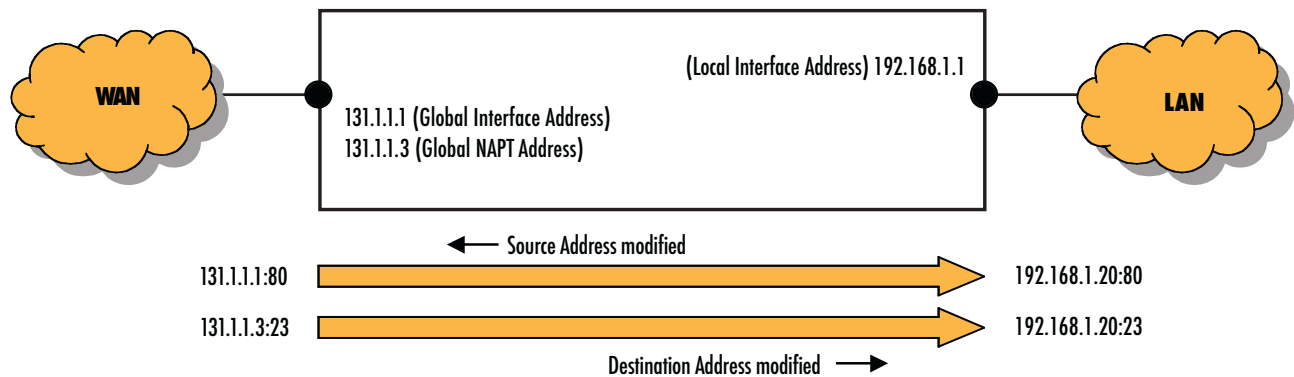 WAN
(Local Interface Address) 192.168.1.1
LAN
131.1.1.1 (Global Interface Address)
131.1.1.3 (Global NAPT Address)
Source Address modified
131.1.1.1:80
192.168.1.20:80
131.1.1.3:23
192.168.1.20:23
Destination Address modified